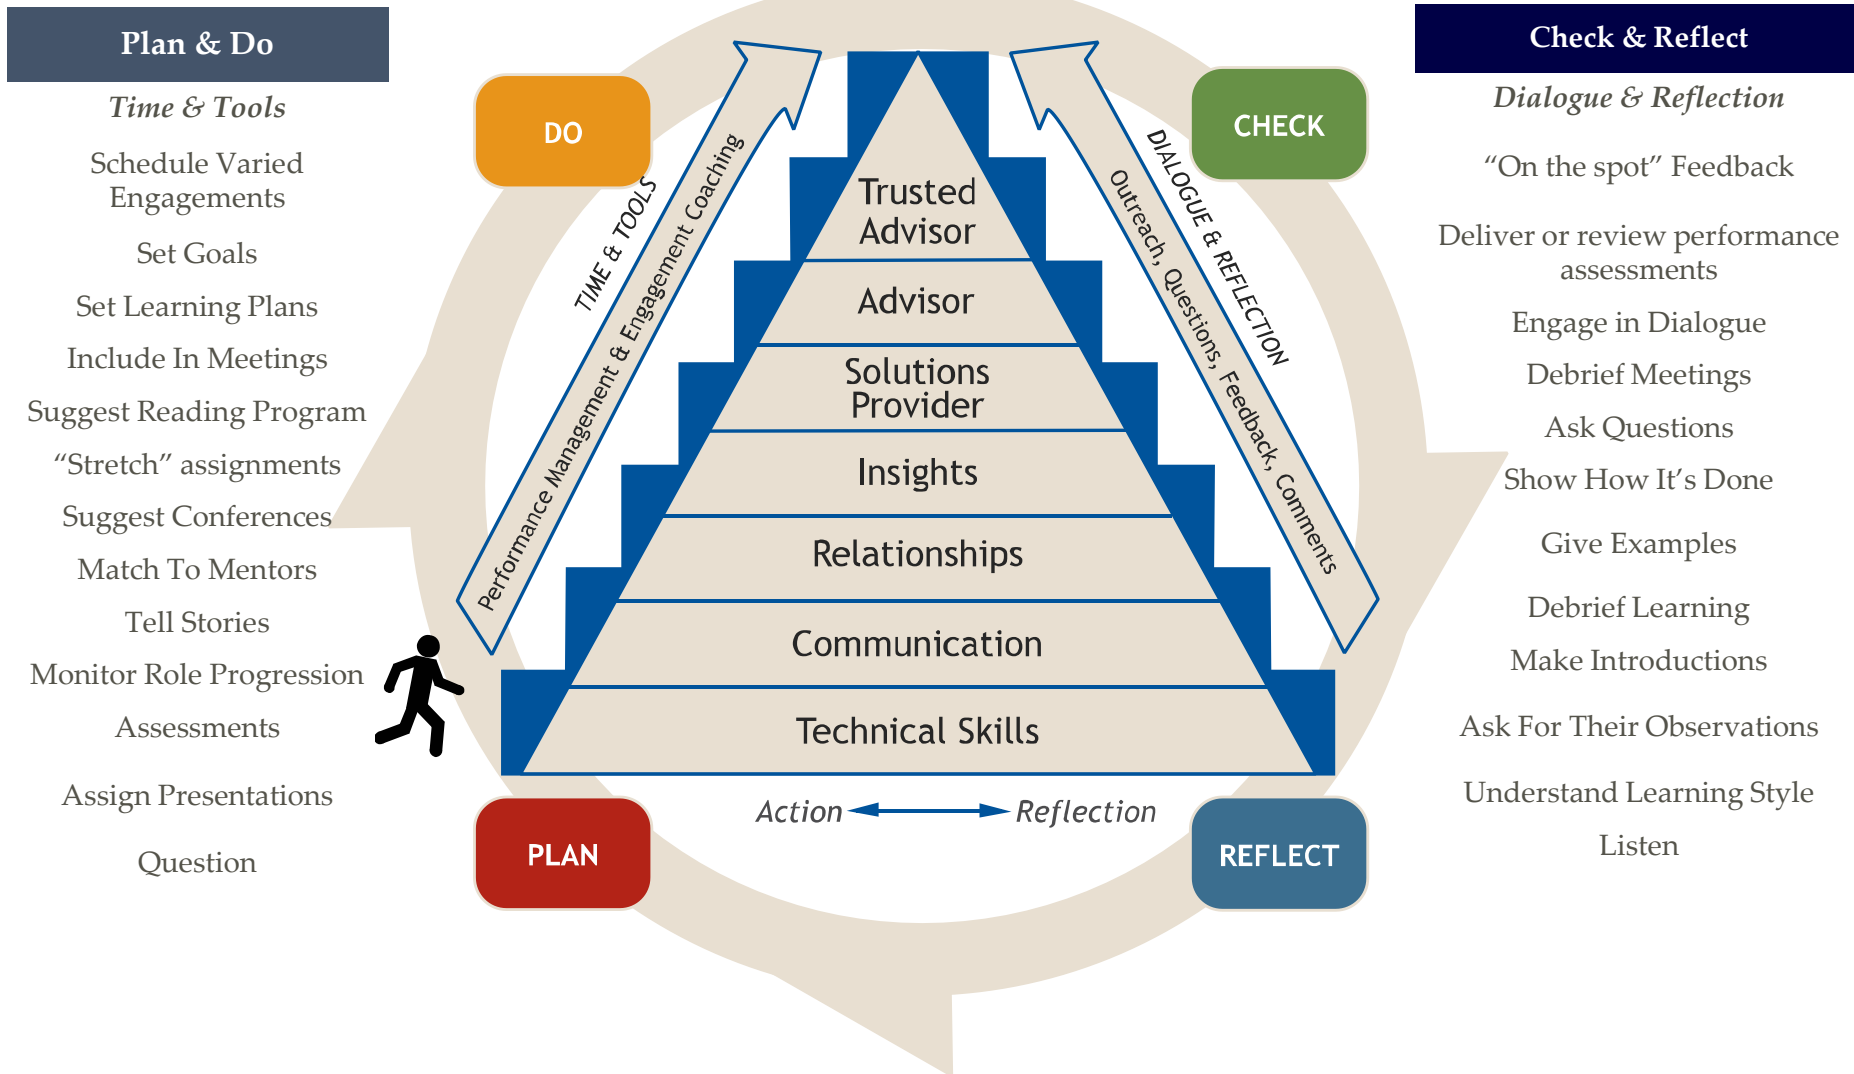 Plan & Do
Time & Tools
Schedule Varied
Engagements
Set Goals
Set Learning Plans
Include In Meetings
Suggest Reading Program
“Stretch” assignments
Suggest Conferences
Match To Mentors
Tell Stories
Monitor Role Progression
Assessments
Assign Presentations
Question
DO
TIME & TOOLS
Performance Management & Engagement Coaching
Trusted
Advisor
Advisor
Solutions
Provider
Insights
Relationships
Communication
Technical Skills
Action
Reflection
PLAN
CHECK
DIALOGUE & REFLECTION
Outreach, Questions, Feedback, Comments
REFLECT
Check & Reflect
Dialogue & Reflection
“On the spot” Feedback
Deliver or review performance
assessments
Engage in Dialogue
Debrief Meetings
Ask Questions
Show How It’s Done
Give Examples
Debrief Learning
Make Introductions
Ask For Their Observations
Understand Learning Style
Listen